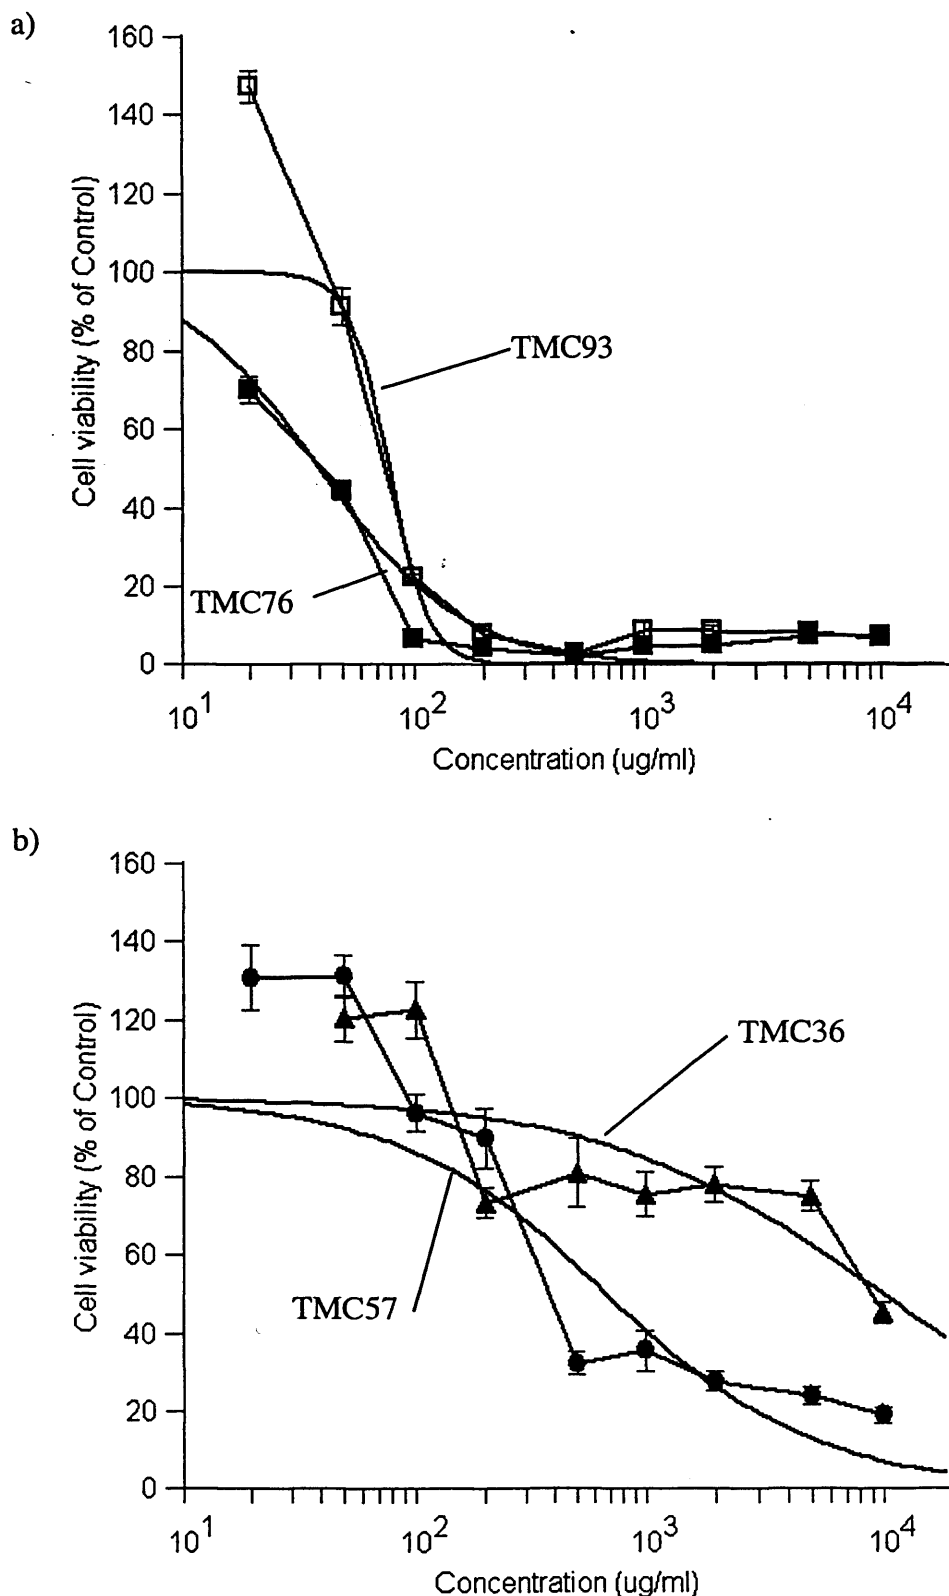 a)
160
140
120
100
80
60
40
20
0
Cell viability (% of Control)
TMC93
TMC76
10^1 10^2 10^3 10^4
Concentration (ug/ml)
b)
160
140
120
100
80
60
40
20
0
Cell viability (% of Control)
TMC36
TMC57
10^1 10^2 10^3 10^4
Concentration (ug/ml)